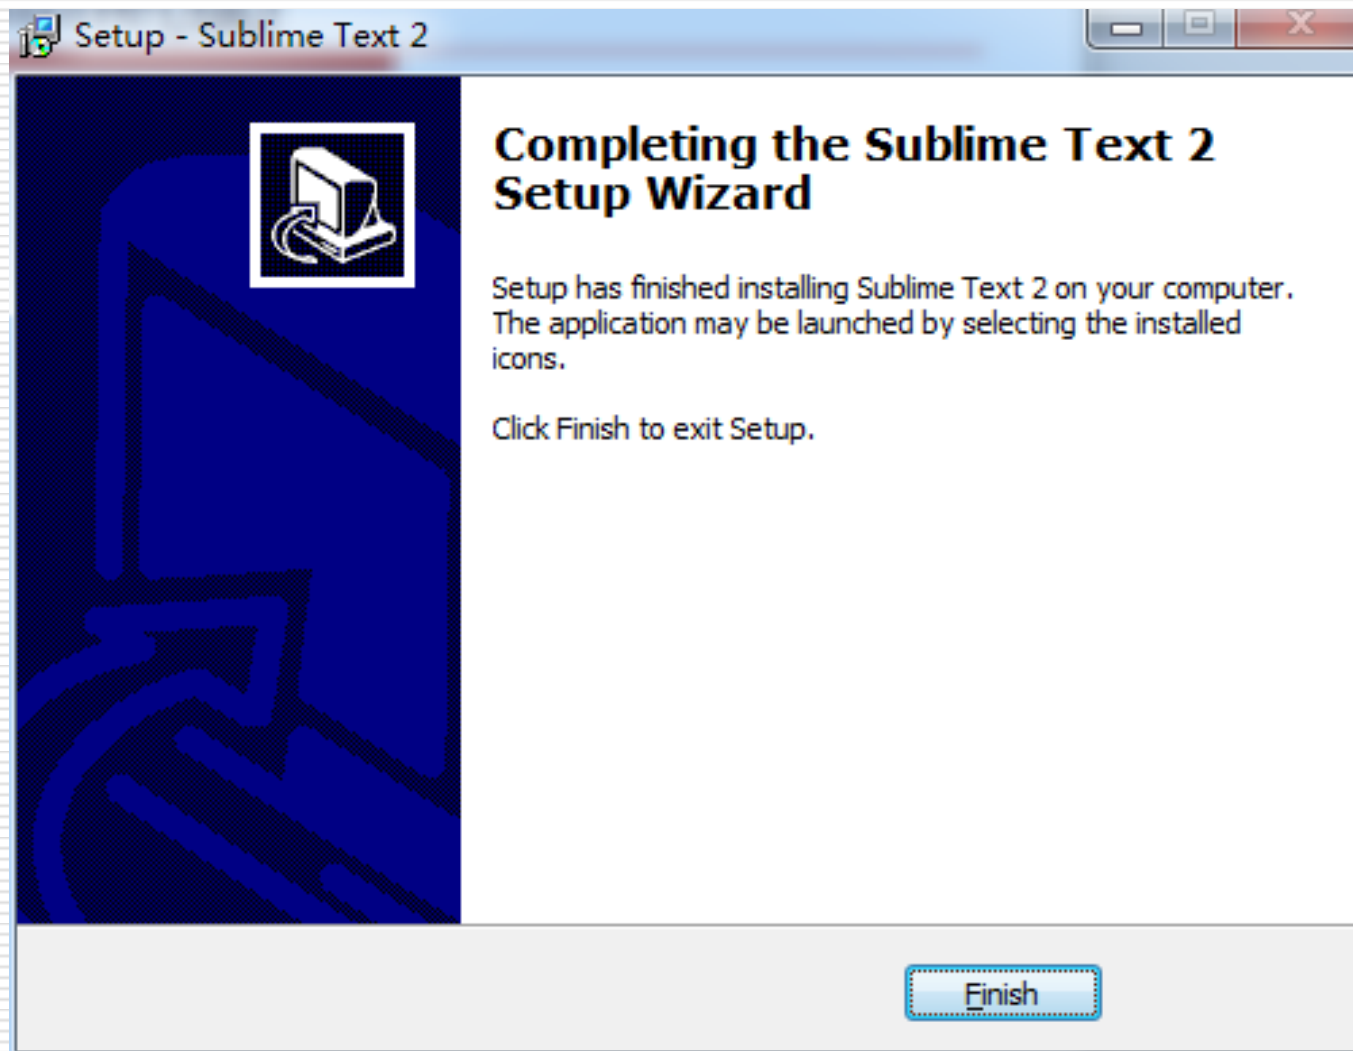 Setup - Sublime Text 2
Completing the Sublime Text 2
Setup Wizard
Setup has finished installing Sublime Text 2 on your computer.
The application may be launched by selecting the installed
icons.
Click Finish to exit Setup.
Finish